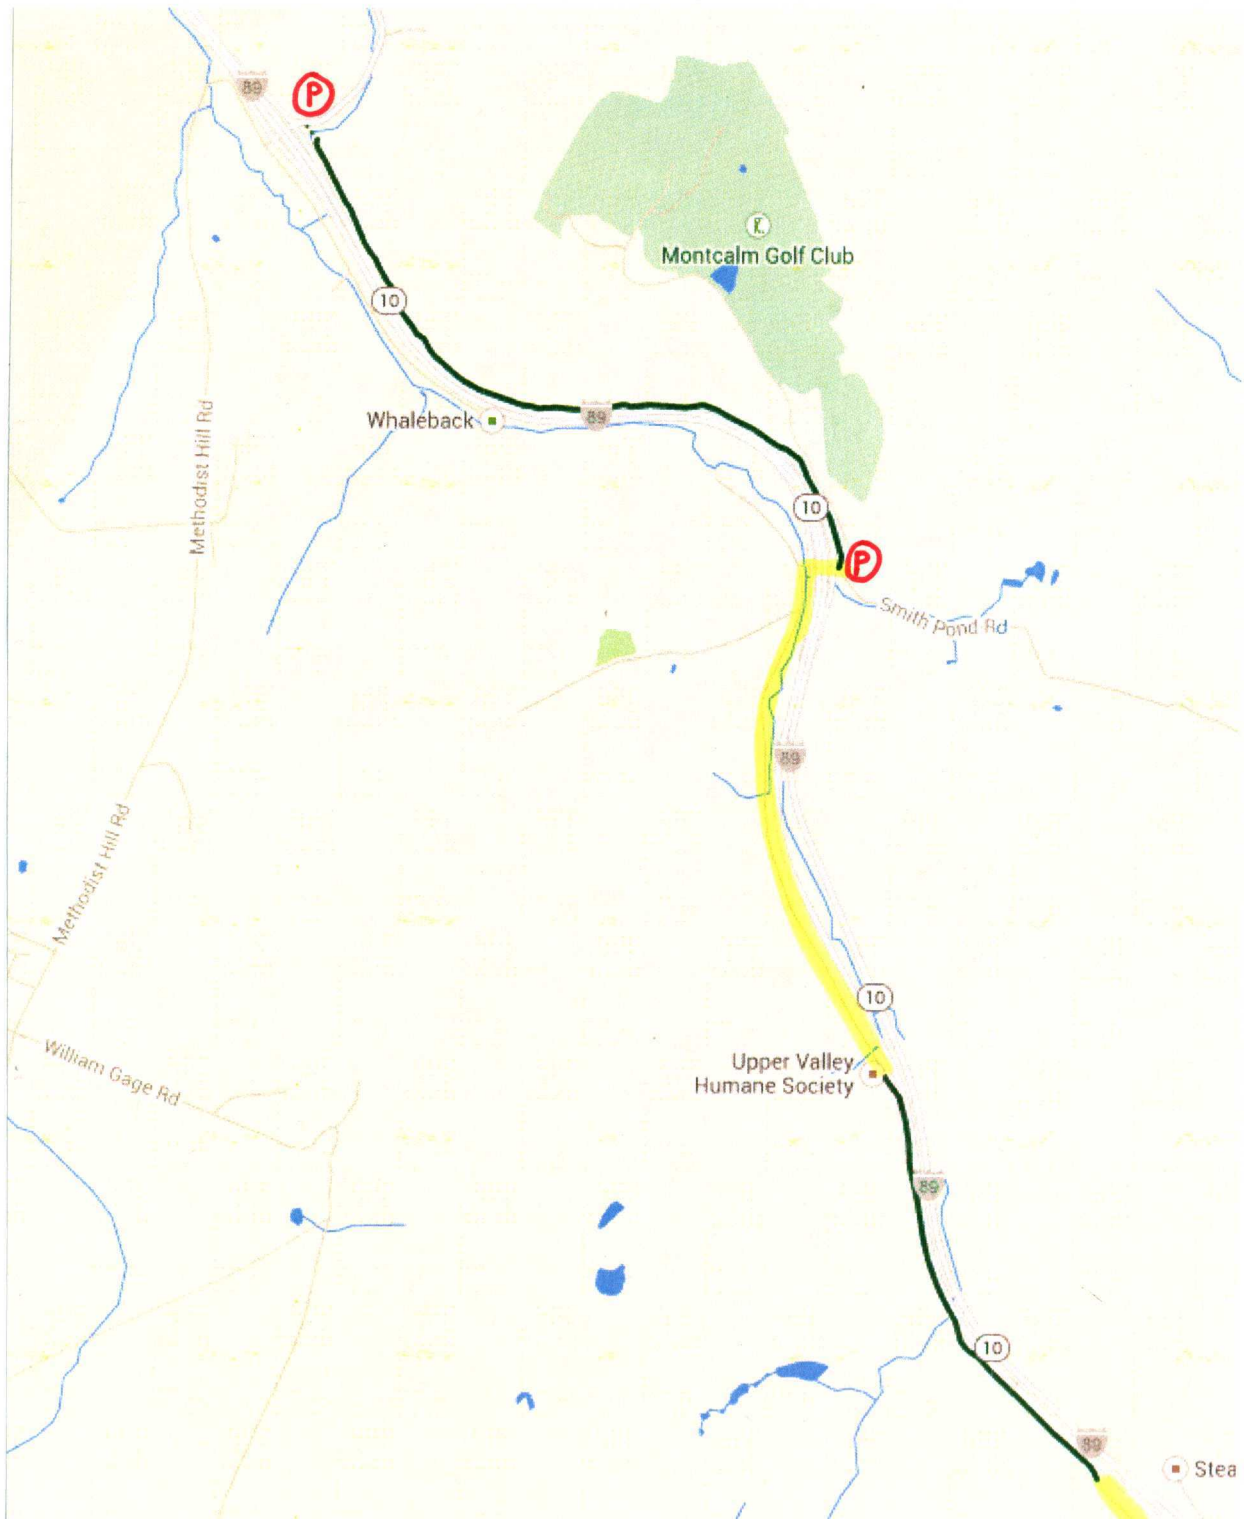 89
P
Montcalm Golf Club
10
Whaleback
89
Methodist Hill Rd
10
P
Smith Pond Rd
89
Methodist Hill Rd
10
William Gage Rd
Upper Valley
Humane Society
89
10
89
Stea